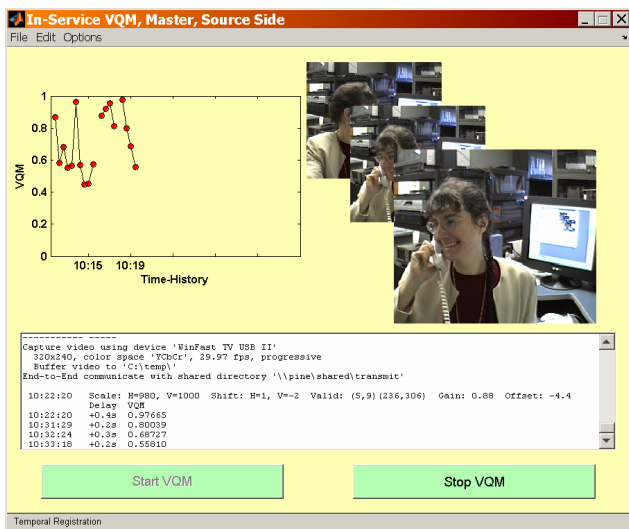 In-Service VQM, Master, Source Side
File Edit Options
1
0.8
0.6
0.4
0.2
0
VQM
10:15 10:19
Time-History
----------- -----
Capture video using device 'WinFast TV USB II'
320x240, color space 'YCbCr', 29.97 fps, progressive
Buffer video to 'C:\temp\'
End-to-End communicate with shared directory '\\pine\shared\transmit'
10:22:20 Scale: H=980, V=1000 Shift: H=1, V=-2 Valid: (5,9)(236,306) Gain: 0.88 Offset: -4.4
Delay VQM
10:22:20 +0.4s 0.97665
10:31:29 +0.2s 0.80039
10:32:24 +0.3s 0.68727
10:33:18 +0.2s 0.55810
Start VQM Stop VQM
Temporal Registration